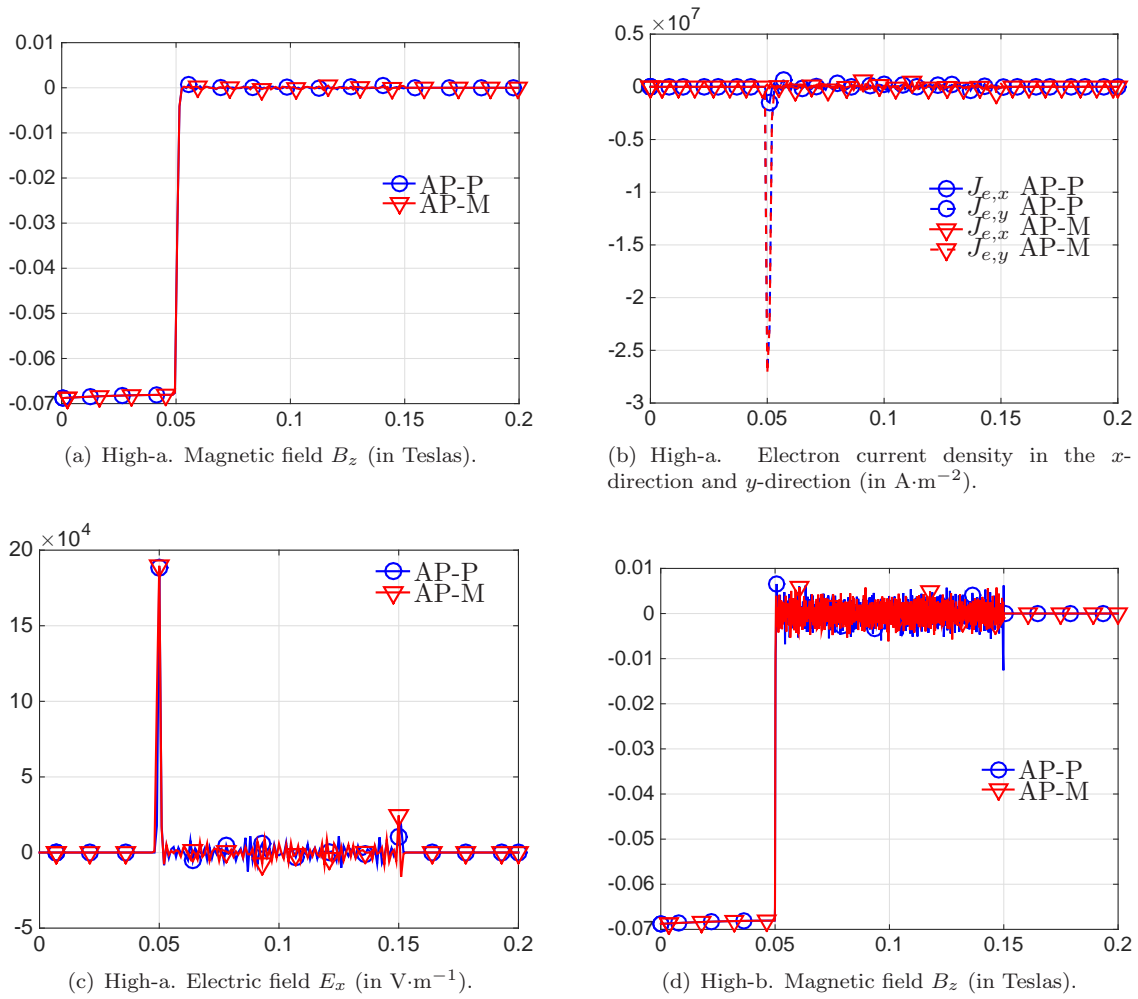 0.01
0
-0.01
-0.02
-0.03
-0.04
-0.05
-0.06
-0.07
0 0.05 0.1 0.15 0.2
AP-P
AP-M
(a) High-a. Magnetic field B_z (in Teslas).
×10^7
0.5
0
-0.5
-1
-1.5
-2
-2.5
-3
0 0.05 0.1 0.15 0.2
J_{e,x} AP-P
J_{e,y} AP-P
J_{e,x} AP-M
J_{e,y} AP-M
(b) High-a. Electron current density in the x-
direction and y-direction (in A·m^{−2}).
×10^4
20
15
10
5
0
-5
0 0.05 0.1 0.15 0.2
AP-P
AP-M
(c) High-a. Electric field E_x (in V·m^{−1}).
0.01
0
-0.01
-0.02
-0.03
-0.04
-0.05
-0.06
-0.07
0 0.05 0.1 0.15 0.2
AP-P
AP-M
(d) High-b. Magnetic field B_z (in Teslas).